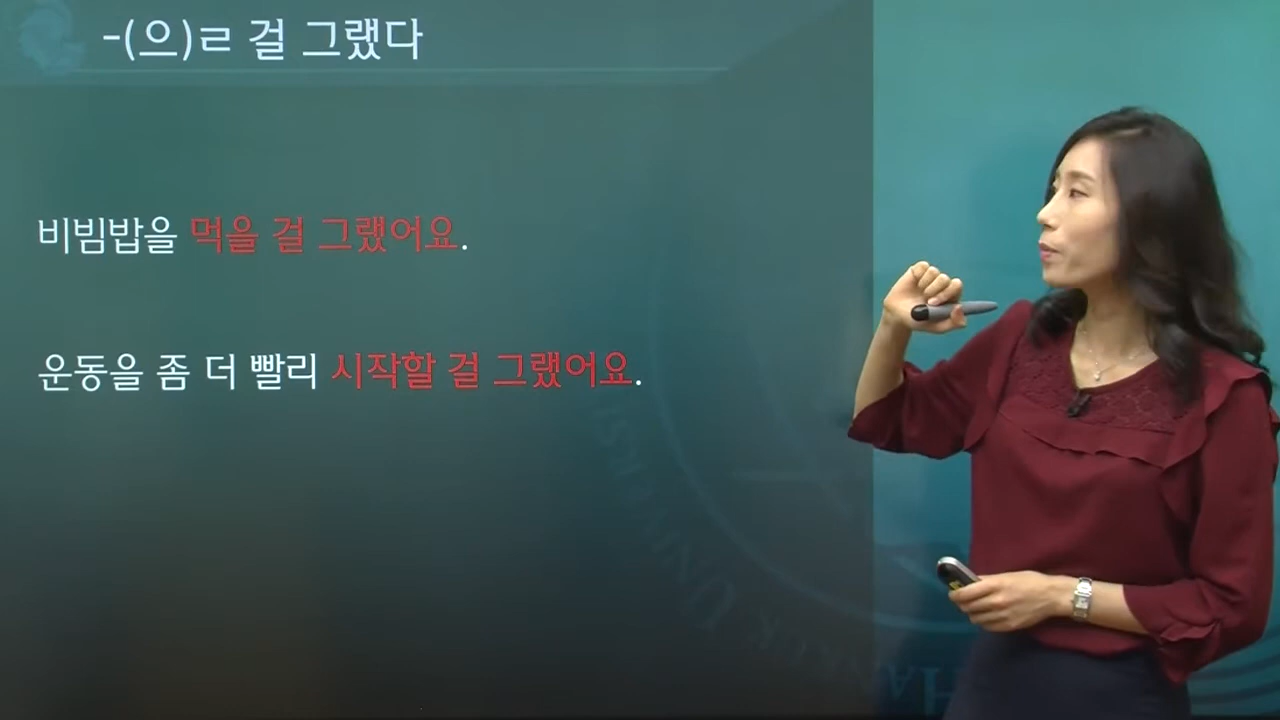 -(으)ㄹ 걸 그랬다
비빔밥을 먹을 걸 그랬어요.
운동을 좀 더 빨리 시작할 걸 그랬어요.